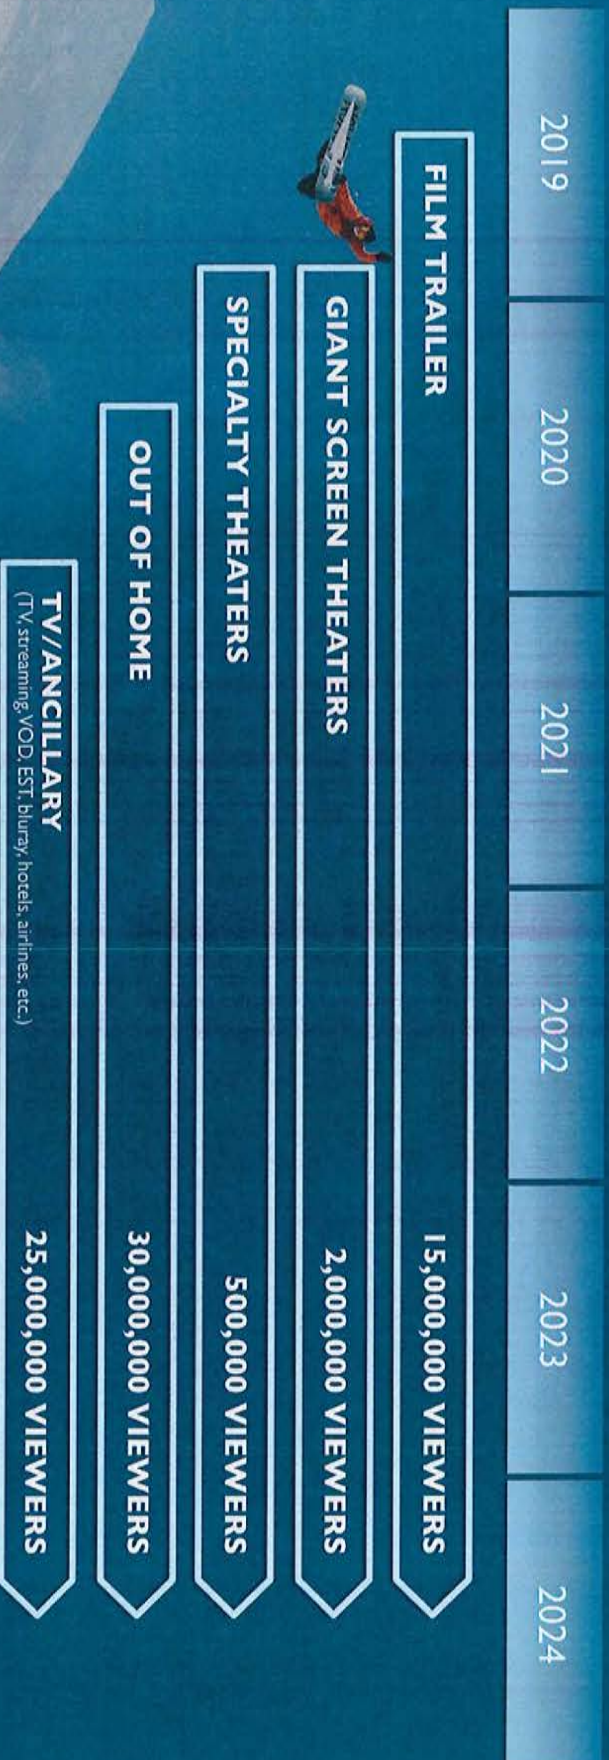 2019 2020 2021 2022 2023 2024
FILM TRAILER 15,000,000 VIEWERS
GIANT SCREEN THEATERS 2,000,000 VIEWERS
SPECIALTY THEATERS 500,000 VIEWERS
OUT OF HOME 30,000,000 VIEWERS
TV/ANCILLARY 25,000,000 VIEWERS
(TV, streaming, VOD, EST, bluray, hotels, airlines, etc.)